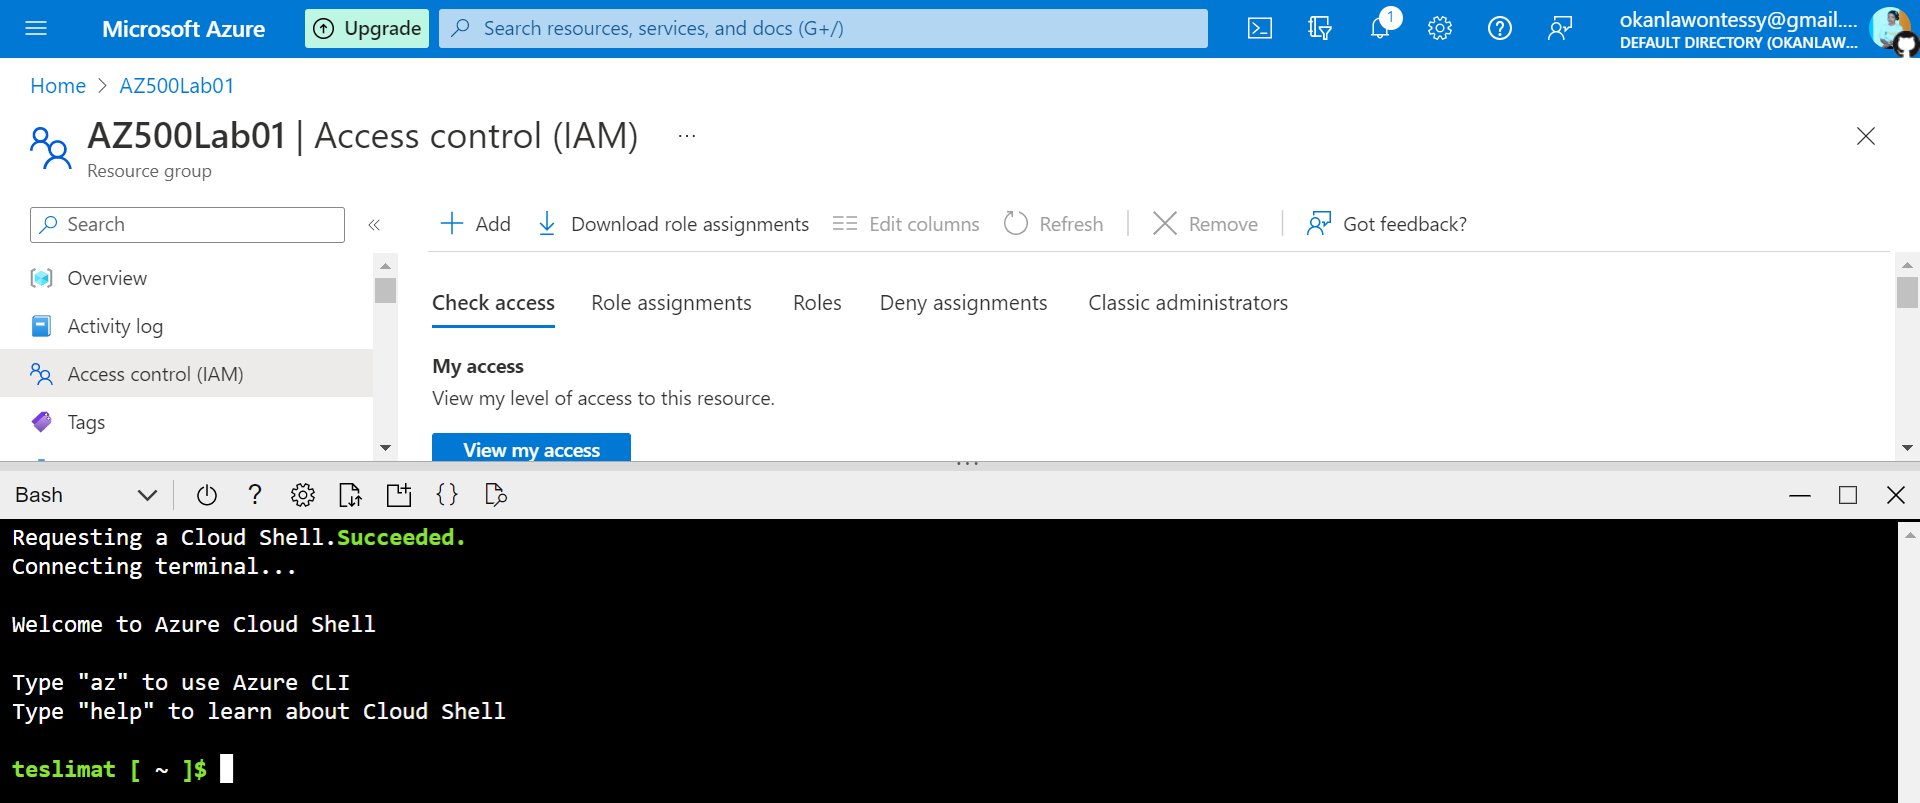 Microsoft Azure
Upgrade
Search resources, services, and docs (G+/)
1
okanlawontessy@gmail....
DEFAULT DIRECTORY (OKANLAW...
Home > AZ500Lab01
AZ500Lab01 | Access control (IAM) ...
Resource group
Search
«
Add
Download role assignments
Edit columns
Refresh
Remove
Got feedback?
Overview
Activity log
Access control (IAM)
Tags
Check access
Role assignments
Roles
Deny assignments
Classic administrators
My access
View my level of access to this resource.
View my access
Bash
Requesting a Cloud Shell.Succeeded.
Connecting terminal...
Welcome to Azure Cloud Shell
Type "az" to use Azure CLI
Type "help" to learn about Cloud Shell
teslimat [ ~ ]$